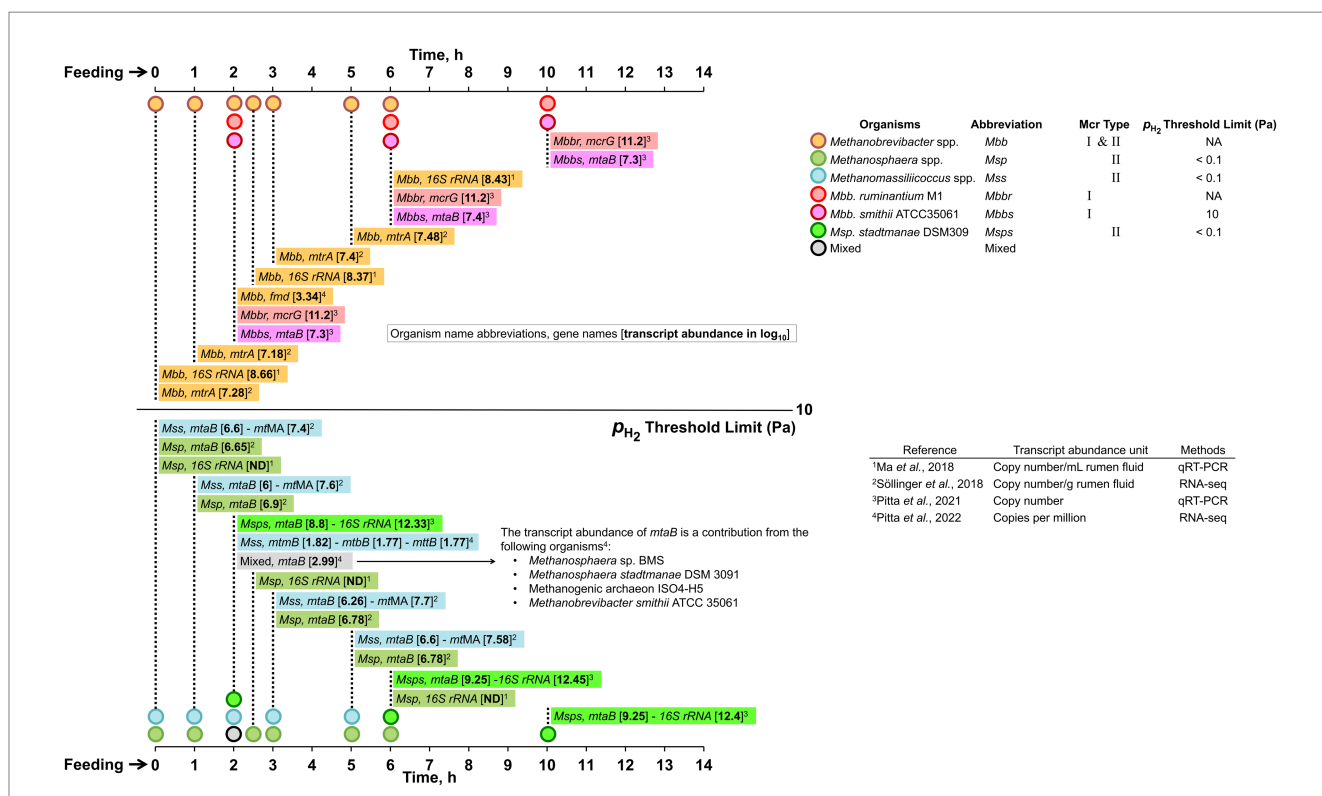 Time, h
Feeding → 0 1 2 3 4 5 6 7 8 9 10 11 12 13 14
Mbbr, mcrG [11.2]³
Mbbs, mtaB [7.3]³
Mbb, 16S rRNA [8.43]¹
Mbbr, mcrG [11.2]³
Mbbs, mtaB [7.4]³
Mbb, mtrA [7.48]²
Mbb, mtrA [7.4]²
Mbb, 16S rRNA [8.37]¹
Mbb, fmd [3.34]⁴
Mbbr, mcrG [11.2]³
Mbbs, mtaB [7.3]³
Mbb, mtrA [7.18]²
Mbb, 16S rRNA [8.66]¹
Mbb, mtrA [7.28]²
Organism name abbreviations, gene names [transcript abundance in log₁₀]
Organisms Abbreviation Mcr Type pH₂ Threshold Limit (Pa)
Methanobrevibacter spp. Mbb I & II NA
Methanosphaera spp. Msp II < 0.1
Methanomassiliicoccus spp. Mss II < 0.1
Mbb. ruminantium M1 Mbbr I NA
Mbb. smithii ATCC35061 Mbbs I 10
Msp. stadtmanae DSM309 Msps II < 0.1
Mixed Mixed
10
pH₂ Threshold Limit (Pa)
Mss, mtaB [6.6] - mtMA [7.4]²
Msp, mtaB [6.65]²
Msp, 16S rRNA [ND]¹
Mss, mtaB [6] - mtMA [7.6]²
Msp, mtaB [6.9]²
Msps, mtaB [8.8] - 16S rRNA [12.33]³
Mss, mtmB [1.82] - mtbB [1.77] - mttB [1.77]⁴
Mixed, mtaB [2.99]⁴
Msp, 16S rRNA [ND]¹
Mss, mtaB [6.26] - mtMA [7.7]²
Msp, mtaB [6.78]²
Mss, mtaB [6.6] - mtMA [7.58]²
Msp, mtaB [6.78]²
Msps, mtaB [9.25] -16S rRNA [12.45]³
Msp, 16S rRNA [ND]¹
Msps, mtaB [9.25] - 16S rRNA [12.4]³
The transcript abundance of mtaB is a contribution from the
following organisms⁴:
• Methanosphaera sp. BMS
• Methanosphaera stadtmanae DSM 3091
• Methanogenic archaeon ISO4-H5
• Methanobrevibacter smithii ATCC 35061
Reference Transcript abundance unit Methods
¹Ma et al., 2018 Copy number/mL rumen fluid qRT-PCR
²Söllinger et al., 2018 Copy number/g rumen fluid RNA-seq
³Pitta et al., 2021 Copy number qRT-PCR
⁴Pitta et al., 2022 Copies per million RNA-seq
Feeding → 0 1 2 3 4 5 6 7 8 9 10 11 12 13 14
Time, h